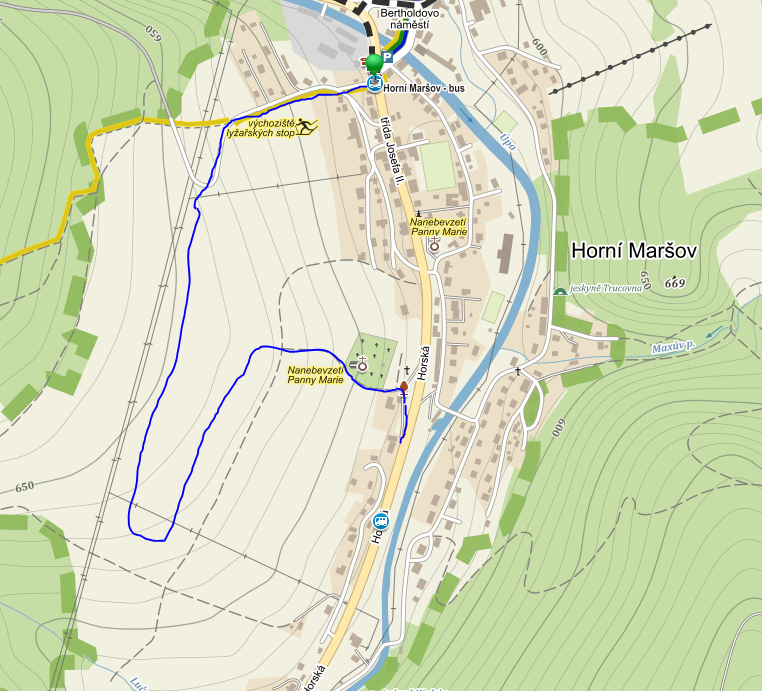 Bertholdovo
náměstí
650
600
P
Horní Maršov - bus
výchoziště
lyžařských stop
třída Josefa II.
Úpa
Nanebevzetí
Panny Marie
Horní Maršov
jeskyně Trucovna
650
669
Maxův p.
Horská
Nanebevzetí
Panny Marie
600
650
Horská